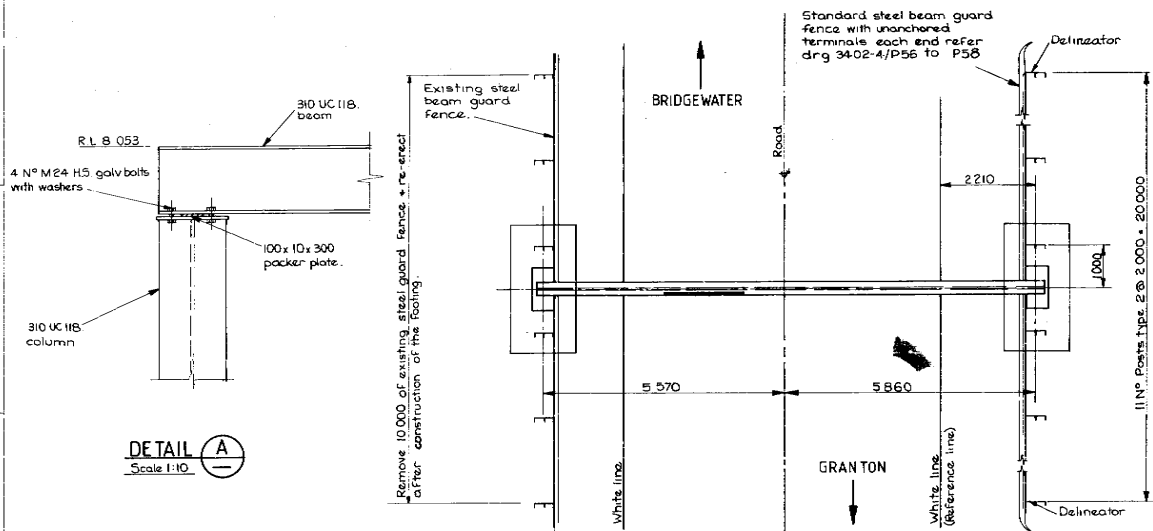 310 UC 118.
beam
R.L 8 053
4 Nº M24 H.S. galv bolts
with washers
100 x 10 x 300
packer plate.
310 UC 118
column
DETAIL A
Scale 1:10
Remove 10 000 of existing steel guard fence + re-erect
after construction of the footing.
Existing steel
beam guard
fence.
BRIDGEWATER
Road
Standard steel beam guard
fence with unanchored
terminals each end refer
drg 3402-4/P56 to P58
Delineator
2210
1000
5 570
5 860
11 Nº Posts type 2 @ 2 000 = 20 000
White line
GRANTON
White line
(Reference line)
Delineator